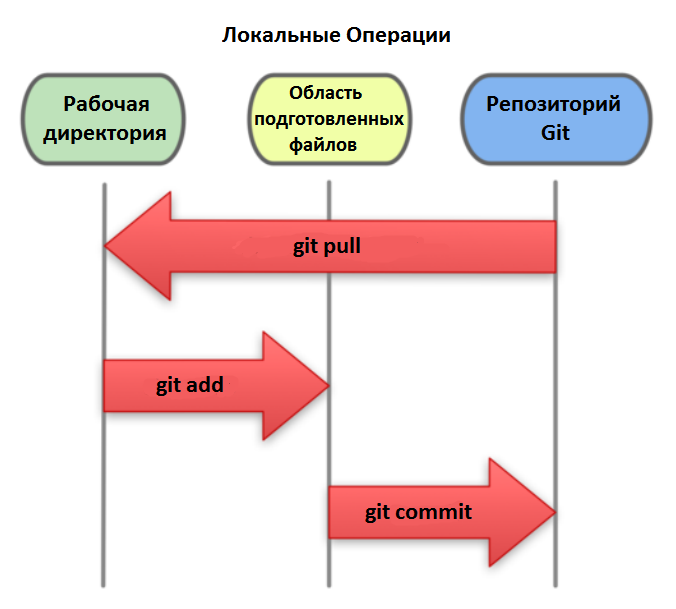 Локальные Операции
Рабочая
директория
Область
подготовленных
файлов
Репозиторий
Git
git pull
git add
git commit